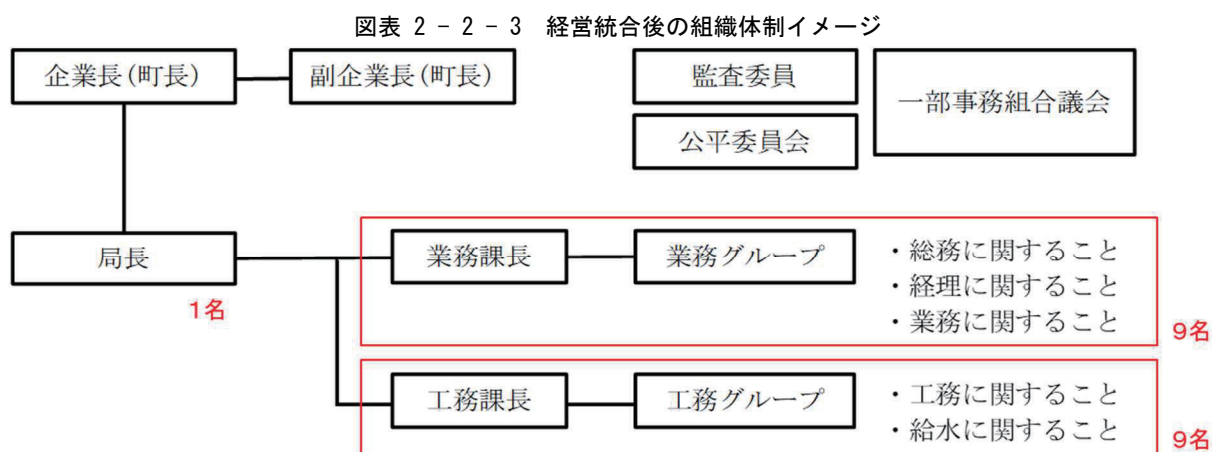 図表 2-2-3 経営統合後の組織体制イメージ
企業長(町長)
副企業長(町長)
監査委員
公平委員会
一部事務組合議会
局長
1名
業務課長
業務グループ
・総務に関すること
・経理に関すること
・業務に関すること
9名
工務課長
工務グループ
・工務に関すること
・給水に関すること
9名